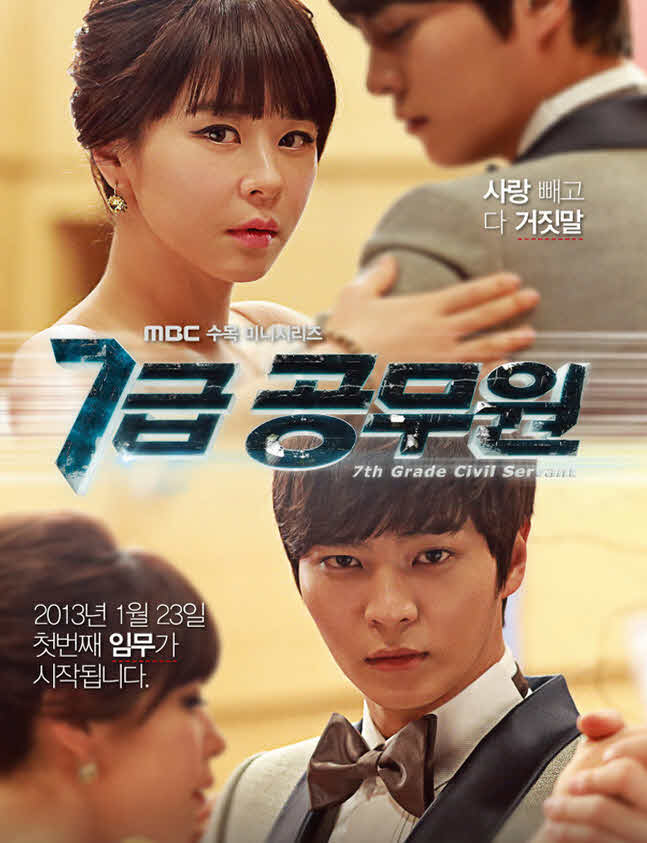 사랑 빼고
다 거짓말
MBC 수목 미니시리즈
7급 공무원
7th Grade Civil Servant
2013년 1월 23일
첫번째 임무가
시작됩니다.